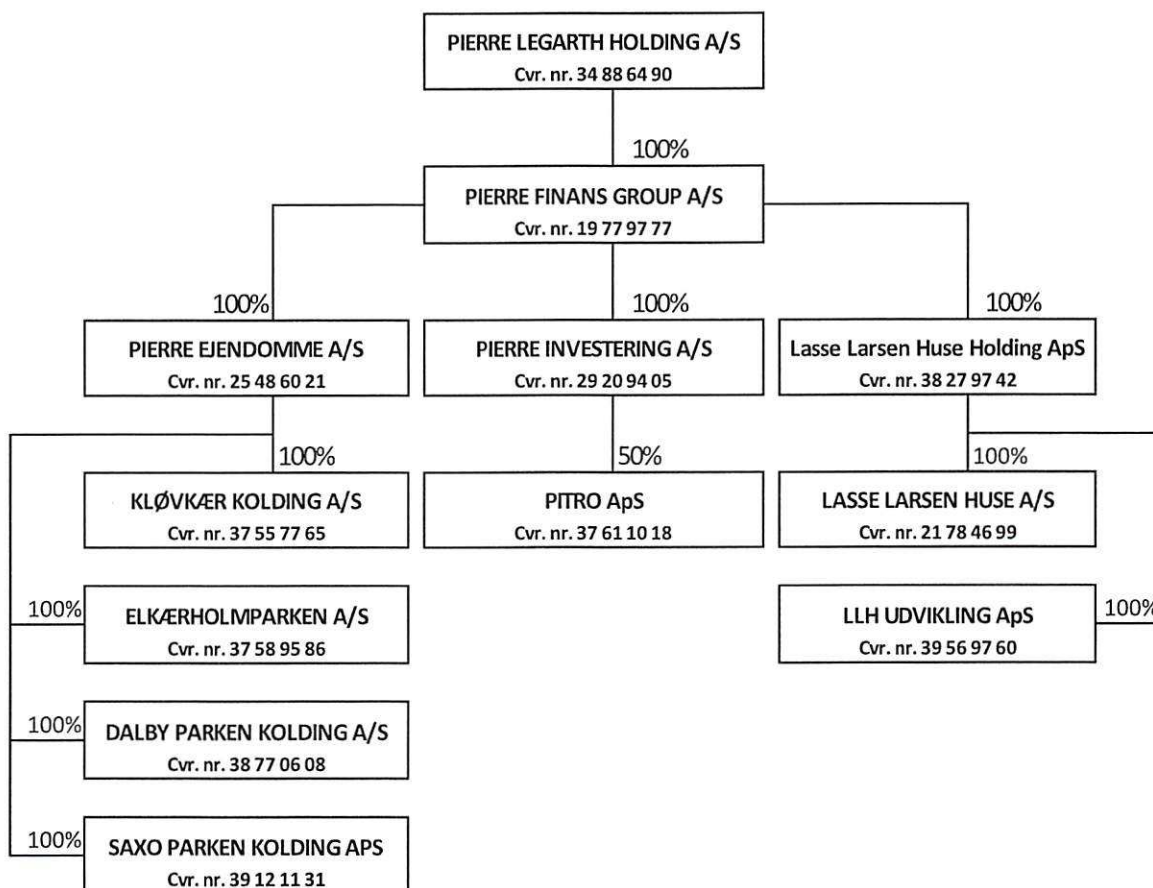 PIERRE LEGARTH HOLDING A/S
Cvr. nr. 34 88 64 90
100%
PIERRE FINANS GROUP A/S
Cvr. nr. 19 77 97 77
100%
100%
100%
PIERRE EJENDOMME A/S
Cvr. nr. 25 48 60 21
PIERRE INVESTERING A/S
Cvr. nr. 29 20 94 05
Lasse Larsen Huse Holding ApS
Cvr. nr. 38 27 97 42
100%
50%
100%
KLØVKÆR KOLDING A/S
Cvr. nr. 37 55 77 65
PITRO ApS
Cvr. nr. 37 61 10 18
LASSE LARSEN HUSE A/S
Cvr. nr. 21 78 46 99
100%
ELKÆRHOLMPARKEN A/S
Cvr. nr. 37 58 95 86
LLH UDVIKLING ApS
Cvr. nr. 39 56 97 60
100%
100%
DALBY PARKEN KOLDING A/S
Cvr. nr. 38 77 06 08
100%
SAXO PARKEN KOLDING APS
Cvr. nr. 39 12 11 31